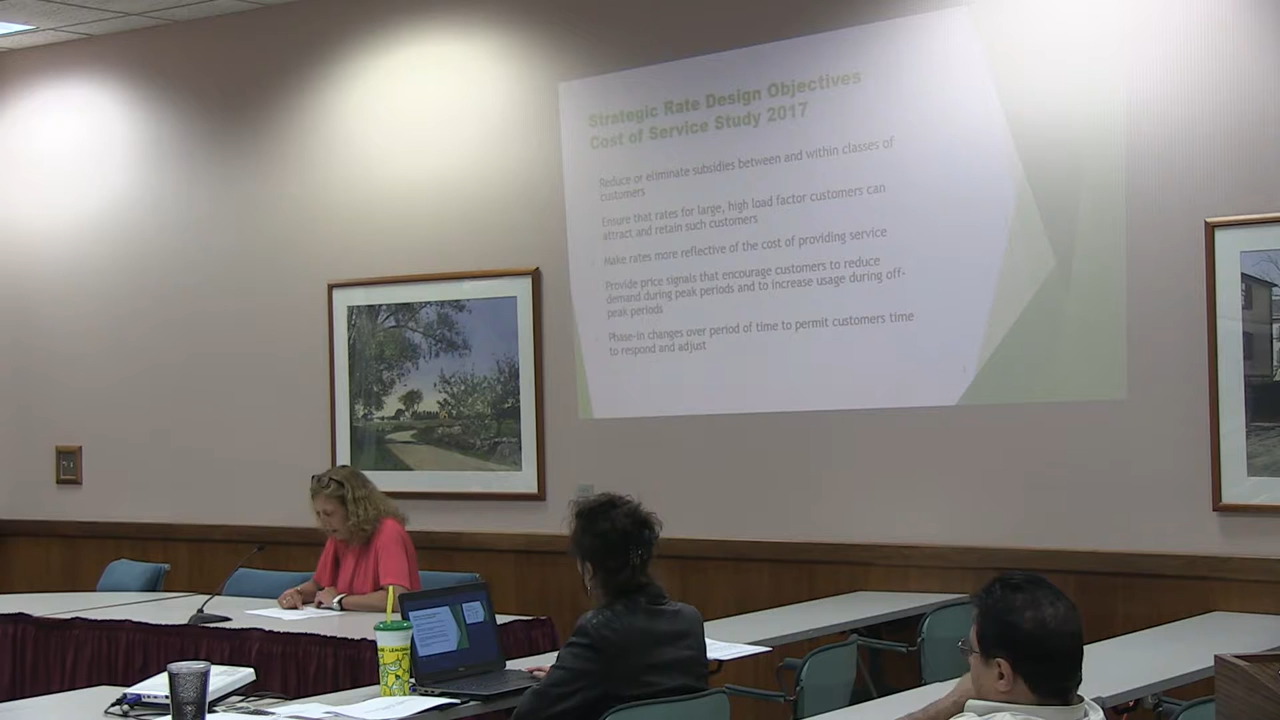 Strategic Rate Design Objectives
Cost of Service Study 2017
Reduce or eliminate subsidies between and within classes of
customers
Ensure that rates for large, high load factor customers can
attract and retain such customers
Make rates more reflective of the cost of providing service
Provide price signals that encourage customers to reduce
demand during peak periods and to increase usage during off-
peak periods
Phase-in changes over period of time to permit customers time
to respond and adjust